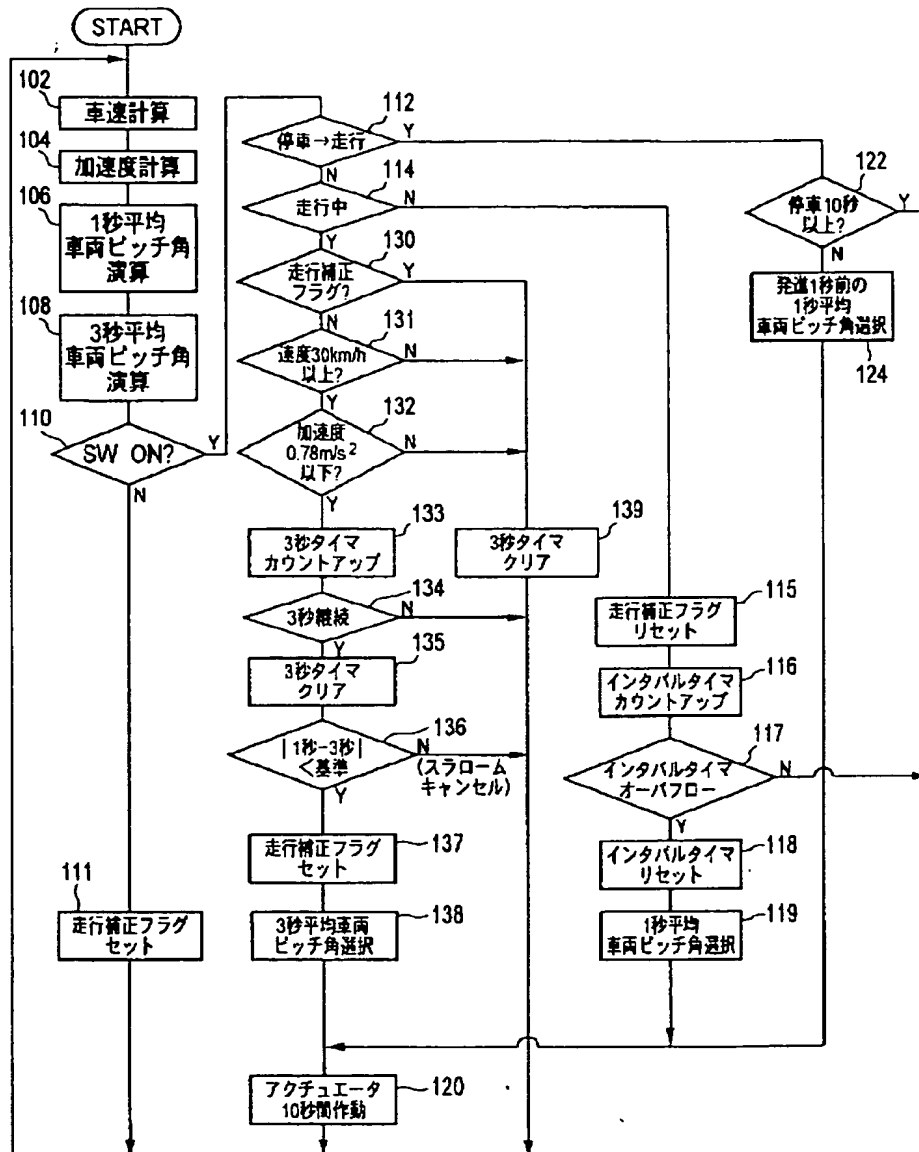 START
102
車速計算
104
加速度計算
106
1秒平均
車両ピッチ角
演算
108
3秒平均
車両ピッチ角
演算
110
SW ON?
Y
N
111
走行補正フラグ
セット
112
停車→走行
Y
N
114
走行中
N
Y
130
走行補正
フラグ?
Y
N
131
速度30km/h
以上?
N
Y
132
加速度
0.78m/s²
以下?
N
Y
133
3秒タイマ
カウントアップ
134
3秒継続
N
Y
135
3秒タイマ
クリア
136
|1秒-3秒|
<基準
N
(スラローム
キャンセル)
Y
137
走行補正フラグ
セット
138
3秒平均車両
ピッチ角選択
120
アクチュエータ
10秒間作動
139
3秒タイマ
クリア
115
走行補正フラグ
リセット
116
インタバルタイマ
カウントアップ
117
インタバルタイマ
オーバフロー
N
Y
118
インタバルタイマ
リセット
119
1秒平均
車両ピッチ角選択
122
停車10秒
以上?
Y
N
発進1秒前の
1秒平均
車両ピッチ角選択
124